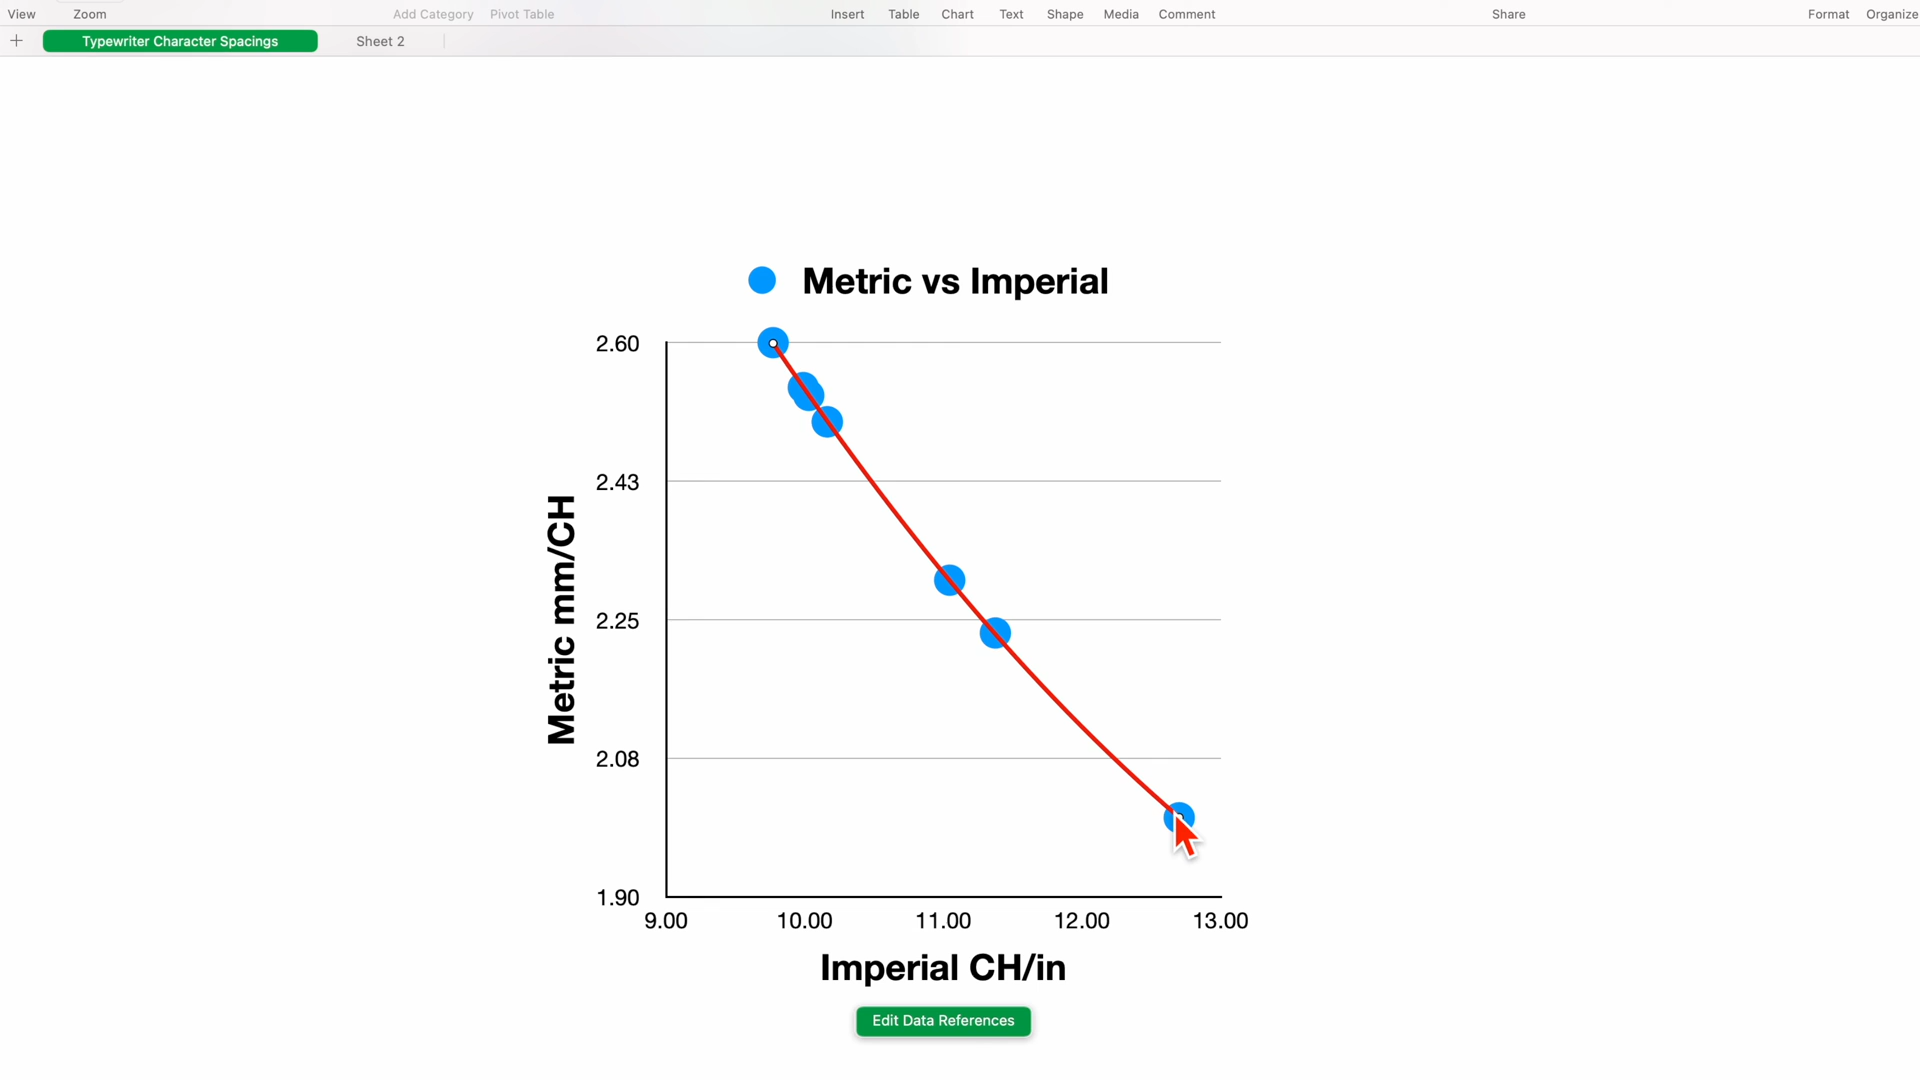 View Zoom Add Category Pivot Table Insert Table Chart Text Shape Media Comment Share Format Organize
Typewriter Character Spacings Sheet 2
Metric vs Imperial
2.60
2.43
2.25
2.08
1.90
Metric mm/CH
9.00 10.00 11.00 12.00 13.00
Imperial CH/in
Edit Data References